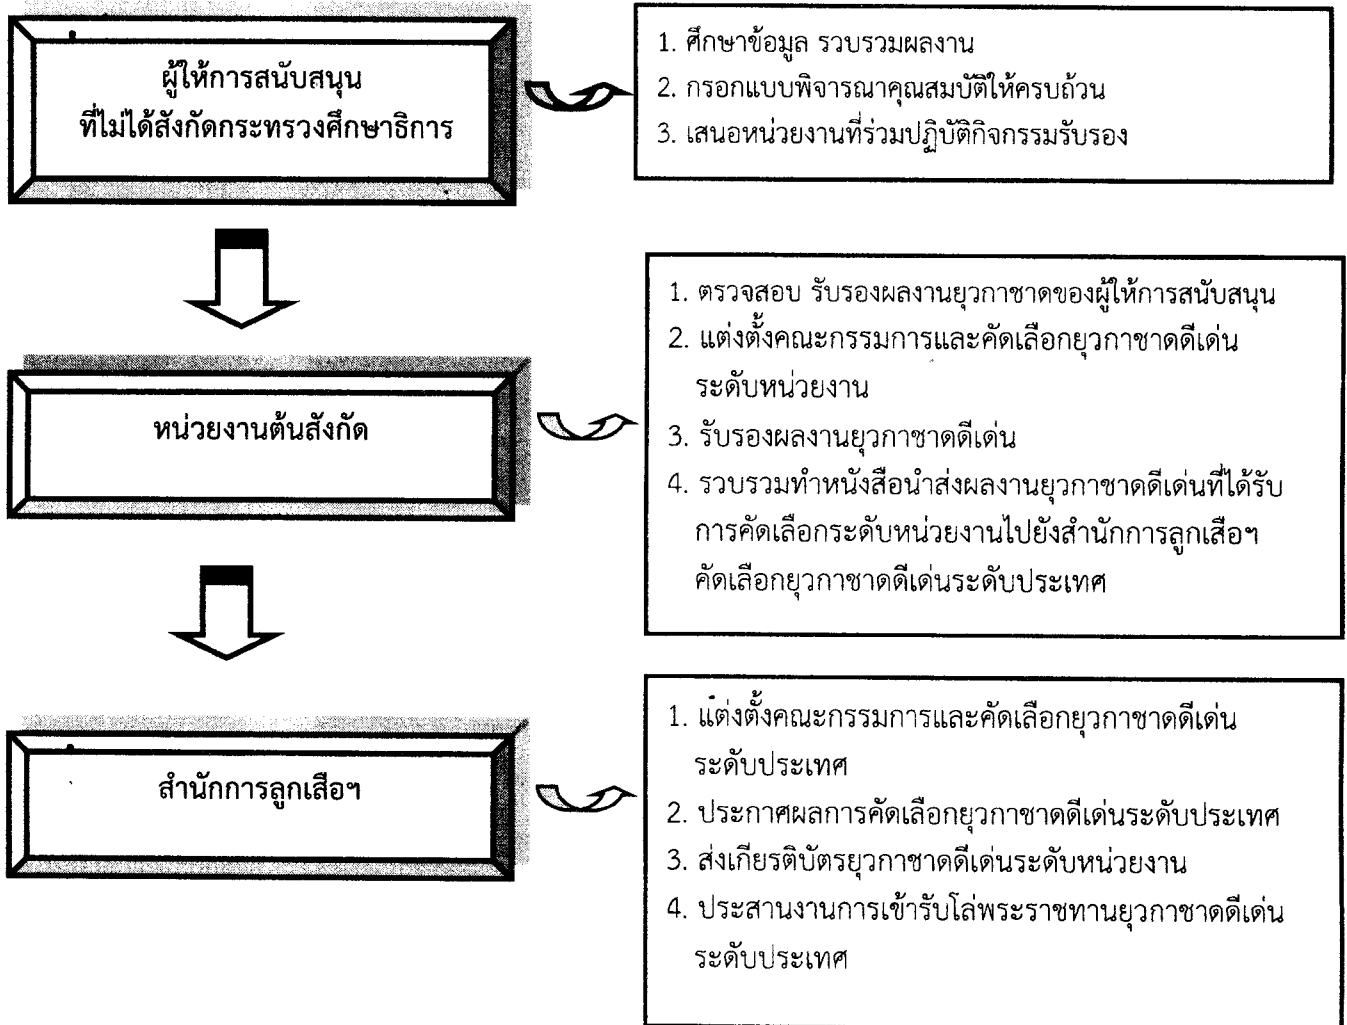 ผู้ให้การสนับสนุน
ที่ไม่ได้สังกัดกระทรวงศึกษาธิการ
1. ศึกษาข้อมูล รวบรวมผลงาน
2. กรอกแบบพิจารณาคุณสมบัติให้ครบถ้วน
3. เสนอหน่วยงานที่ร่วมปฏิบัติกิจกรรมรับรอง
หน่วยงานต้นสังกัด
1. ตรวจสอบ รับรองผลงานยุวกาชาดของผู้ให้การสนับสนุน
2. แต่งตั้งคณะกรรมการและคัดเลือกยุวกาชาดดีเด่น
ระดับหน่วยงาน
3. รับรองผลงานยุวกาชาดดีเด่น
4. รวบรวมทำหนังสือนำส่งผลงานยุวกาชาดดีเด่นที่ได้รับ
การคัดเลือกระดับหน่วยงานไปยังสำนักการลูกเสือฯ
คัดเลือกยุวกาชาดดีเด่นระดับประเทศ
สำนักการลูกเสือฯ
1. แต่งตั้งคณะกรรมการและคัดเลือกยุวกาชาดดีเด่น
ระดับประเทศ
2. ประกาศผลการคัดเลือกยุวกาชาดดีเด่นระดับประเทศ
3. ส่งเกียรติบัตรยุวกาชาดดีเด่นระดับหน่วยงาน
4. ประสานงานการเข้ารับโล่พระราชทานยุวกาชาดดีเด่น
ระดับประเทศ